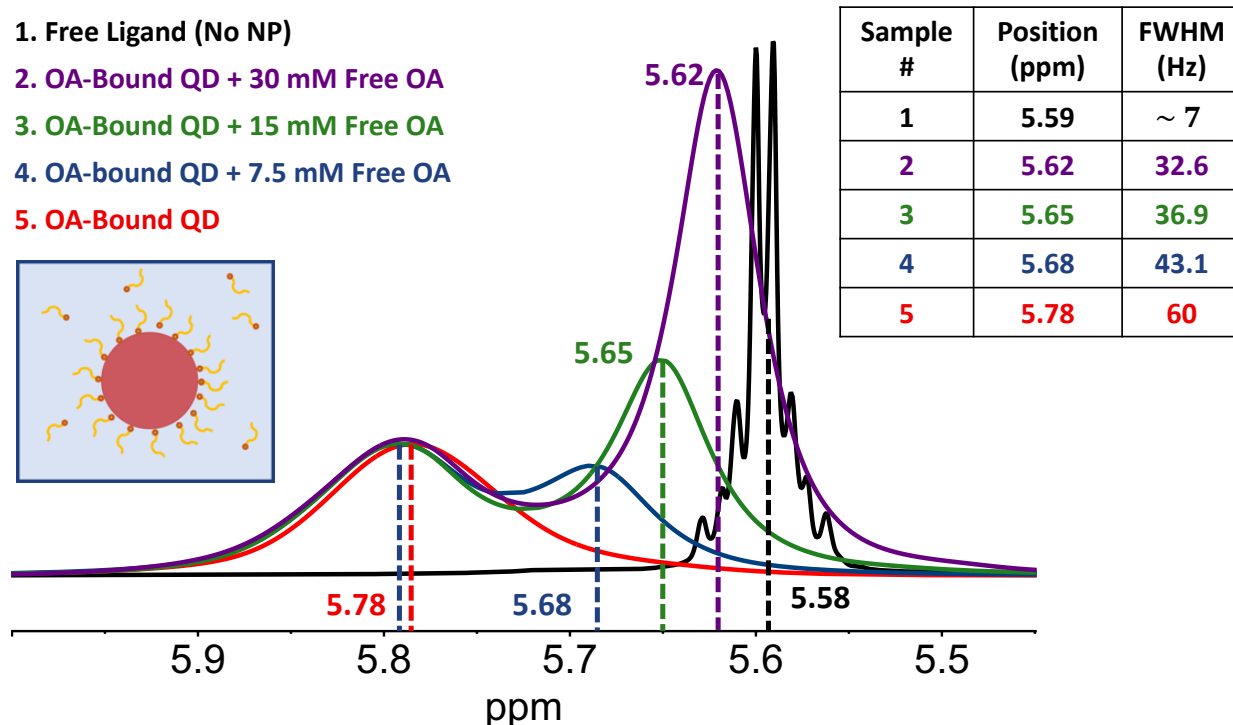 1. Free Ligand (No NP)
2. OA-Bound QD + 30 mM Free OA
3. OA-Bound QD + 15 mM Free OA
4. OA-bound QD + 7.5 mM Free OA
5. OA-Bound QD
Sample # Position (ppm) FWHM (Hz)
1 5.59 ~ 7
2 5.62 32.6
3 5.65 36.9
4 5.68 43.1
5 5.78 60
5.62
5.65
5.78 5.68 5.58
5.9 5.8 5.7 5.6 5.5
ppm